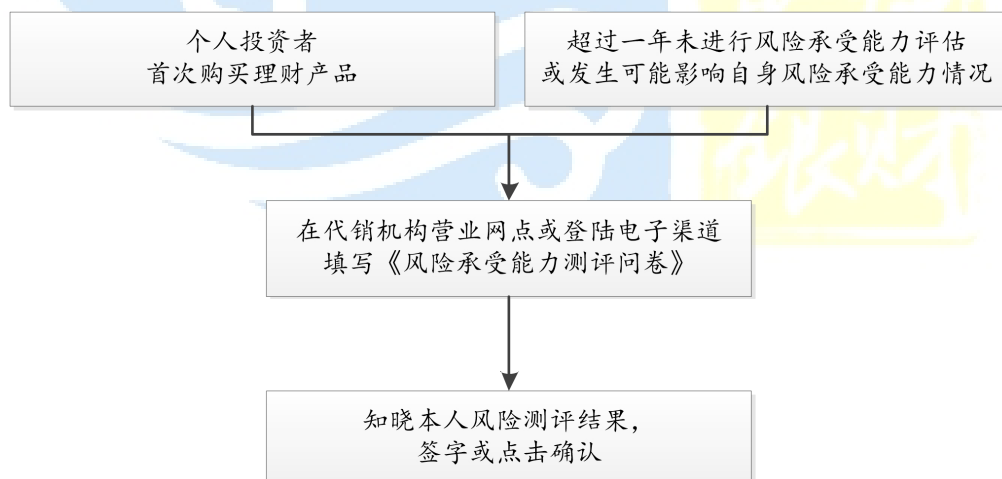 个人投资者
首次购买理财产品
超过一年未进行风险承受能力评估
或发生可能影响自身风险承受能力情况
在代销机构营业网点或登陆电子渠道
填写《风险承受能力测评问卷》
知晓本人风险测评结果，
签字或点击确认